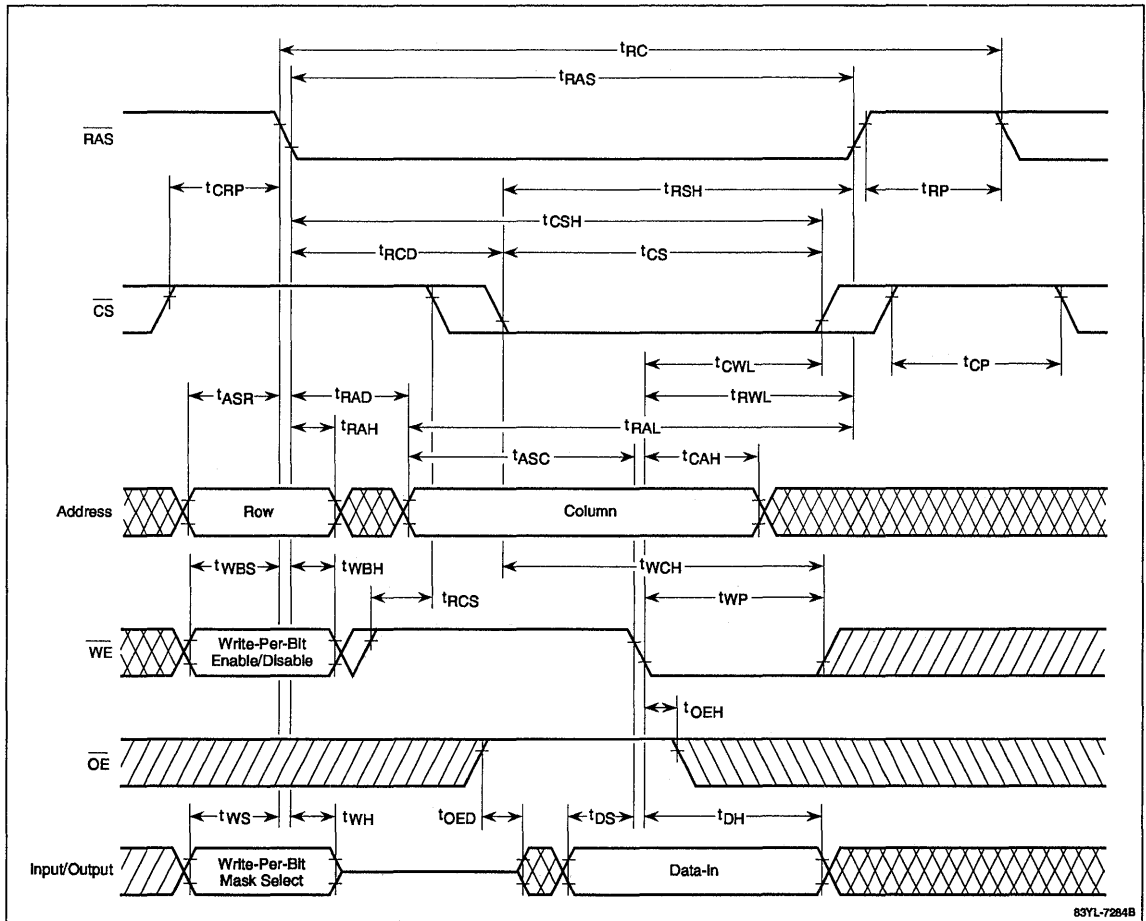 tRC
tRAS
RAS
tCRP
tRSH
tRP
tCSH
tRCD
tCS
CS
tCWL
tCP
tASR
tRAD
tRWL
tRAH
tRAL
tASC
tCAH
Address
Row
Column
tWBS
tWBH
tWCH
tRCS
tWP
WE
Write-Per-Bit
Enable/Disable
tOEH
OE
tWS
tWH
tOED
tDS
tDH
Input/Output
Write-Per-Bit
Mask Select
Data-In
83YL-7284B